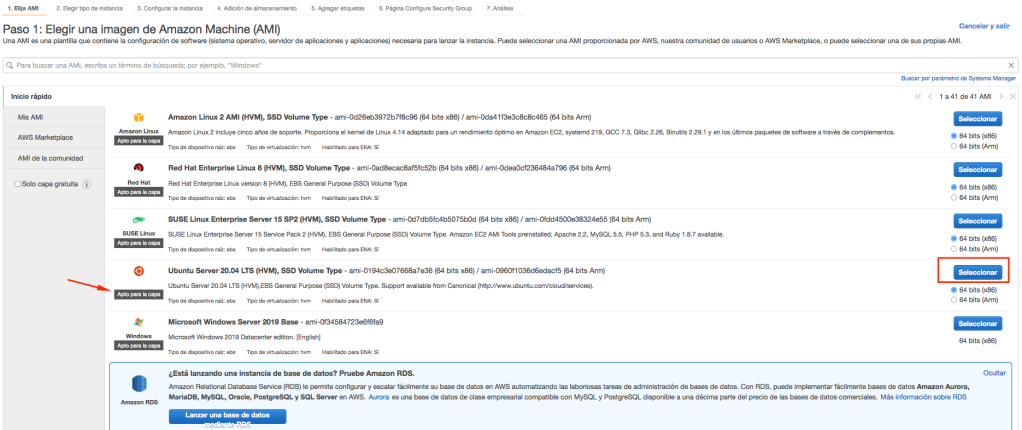 1. Elija AMI 2. Elegir tipo de instancia 3. Configurar la instancia 4. Adición de almacenamiento 5. Agregar etiquetas 6. Página Configure Security Group 7. Análisis
Paso 1: Elegir una imagen de Amazon Machine (AMI)
Cancelar y salir
Una AMI es una plantilla que contiene la configuración de software (sistema operativo, servidor de aplicaciones y aplicaciones) necesaria para lanzar la instancia. Puede seleccionar una AMI proporcionada por AWS, nuestra comunidad de usuarios o AWS Marketplace, o puede seleccionar una de sus propias AMI.
Para buscar una AMI, escriba un término de búsqueda; por ejemplo, "Windows"
Buscar por parámetro de Systems Manager
Inicio rápido
1 a 41 de 41 AMI
Mis AMI
AWS Marketplace
AMI de la comunidad
Solo capa gratuita
Amazon Linux
Apto para la capa
Amazon Linux 2 AMI (HVM), SSD Volume Type - ami-0d26eb3972b7f8c96 (64 bits x86) / ami-0da41f3e3c8c8c465 (64 bits Arm)
Amazon Linux 2 incluye cinco años de soporte. Proporciona el kernel de Linux 4.14 adaptado para un rendimiento óptimo en Amazon EC2, systemd 219, GCC 7.3, Glibc 2.26, Binutils 2.29.1 y en los últimos paquetes de software a través de complementos.
Tipo de dispositivo raíz: ebs Tipo de virtualización: hvm Habilitado para ENA: Sí
Seleccionar
64 bits (x86)
64 bits (Arm)
Red Hat
Apto para la capa
Red Hat Enterprise Linux 8 (HVM), SSD Volume Type - ami-0ad8ecac8af5fc52b (64 bits x86) / ami-0dea0cf236484a796 (64 bits Arm)
Red Hat Enterprise Linux version 8 (HVM), EBS General Purpose (SSD) Volume Type
Tipo de dispositivo raíz: ebs Tipo de virtualización: hvm Habilitado para ENA: Sí
Seleccionar
64 bits (x86)
64 bits (Arm)
SUSE Linux
Apto para la capa
SUSE Linux Enterprise Server 15 SP2 (HVM), SSD Volume Type - ami-0d7db5fc4b5075b0d (64 bits x86) / ami-0fdd4500e38324e55 (64 bits Arm)
SUSE Linux Enterprise Server 15 Service Pack 2 (HVM), EBS General Purpose (SSD) Volume Type. Amazon EC2 AMI Tools preinstalled; Apache 2.2, MySQL 5.5, PHP 5.3, and Ruby 1.8.7 available.
Tipo de dispositivo raíz: ebs Tipo de virtualización: hvm Habilitado para ENA: Sí
Seleccionar
64 bits (x86)
64 bits (Arm)
Apto para la capa
Ubuntu Server 20.04 LTS (HVM), SSD Volume Type - ami-0194c3e07668a7e36 (64 bits x86) / ami-0960f1036d6edacf5 (64 bits Arm)
Ubuntu Server 20.04 LTS (HVM),EBS General Purpose (SSD) Volume Type. Support available from Canonical (http://www.ubuntu.com/cloud/services).
Tipo de dispositivo raíz: ebs Tipo de virtualización: hvm Habilitado para ENA: Sí
Seleccionar
64 bits (x86)
64 bits (Arm)
Windows
Apto para la capa
Microsoft Windows Server 2019 Base - ami-0f34584723e6f6fa9
Microsoft Windows 2019 Datacenter edition. [English]
Tipo de dispositivo raíz: ebs Tipo de virtualización: hvm Habilitado para ENA: Sí
Seleccionar
64 bits (x86)
¿Está lanzando una instancia de base de datos? Pruebe Amazon RDS.
Ocultar
Amazon RDS
Amazon Relational Database Service (RDS) le permite configurar y escalar fácilmente su base de datos en AWS automatizando las laboriosas tareas de administración de bases de datos. Con RDS, puede implementar fácilmente bases de datos Amazon Aurora,
MariaDB, MySQL, Oracle, PostgreSQL y SQL Server en AWS. Aurora es una base de datos de clase empresarial compatible con MySQL y PostgreSQL disponible a una décima parte del precio de las bases de datos comerciales. Más información sobre RDS
Lanzar una base de datos
mediante RDS